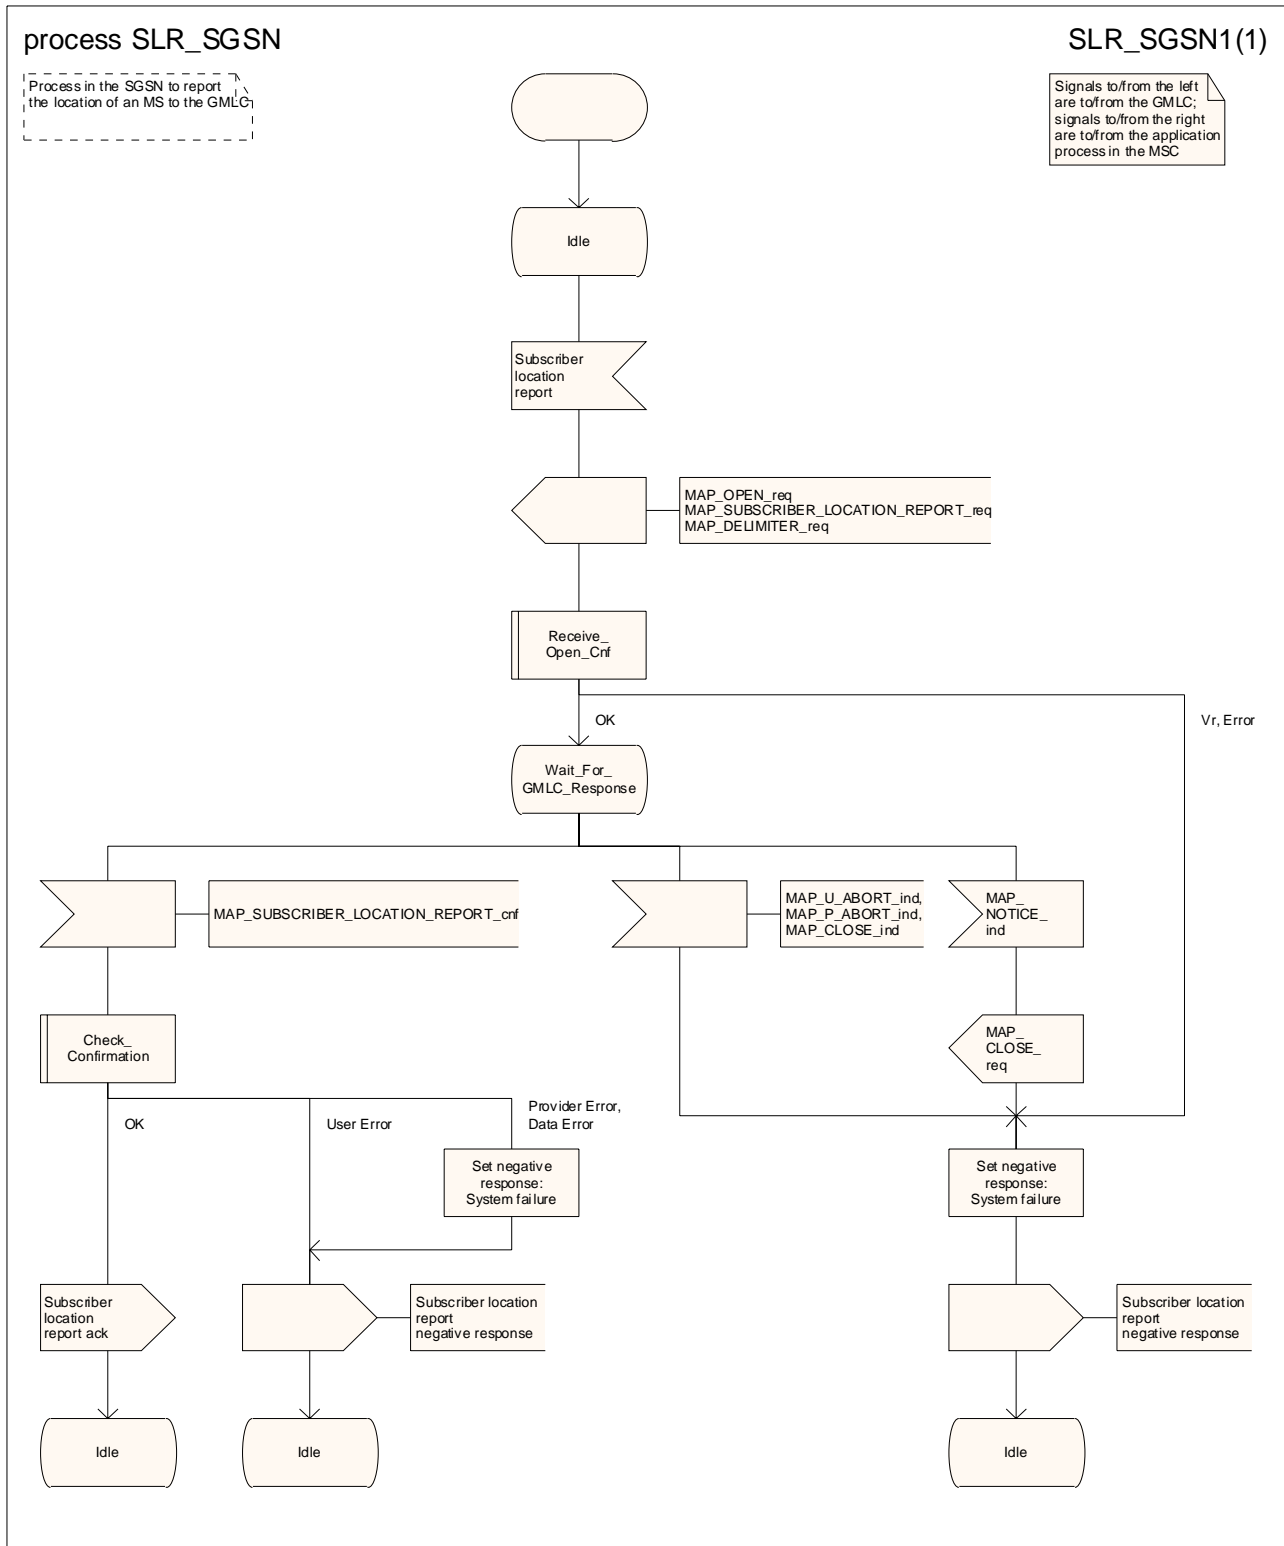 process SLR_SGSN
SLR_SGSN1(1)
Process in the SGSN to report
the location of an MS to the GMLC
Signals to/from the left
are to/from the GMLC;
signals to/from the right
are to/from the application
process in the MSC
Idle
Subscriber
location
report
MAP_OPEN_req
MAP_SUBSCRIBER_LOCATION_REPORT_req
MAP_DELIMITER_req
Receive_
Open_Cnf
OK
Vr, Error
Wait_For_
GMLC_Response
MAP_SUBSCRIBER_LOCATION_REPORT_cnf
MAP_U_ABORT_ind,
MAP_P_ABORT_ind,
MAP_CLOSE_ind
MAP_
NOTICE_
ind
Check_
Confirmation
MAP_
CLOSE_
req
OK
User Error
Provider Error,
Data Error
Set negative
response:
System failure
Set negative
response:
System failure
Subscriber
location
report ack
Subscriber location
report
negative response
Subscriber location
report
negative response
Idle
Idle
Idle